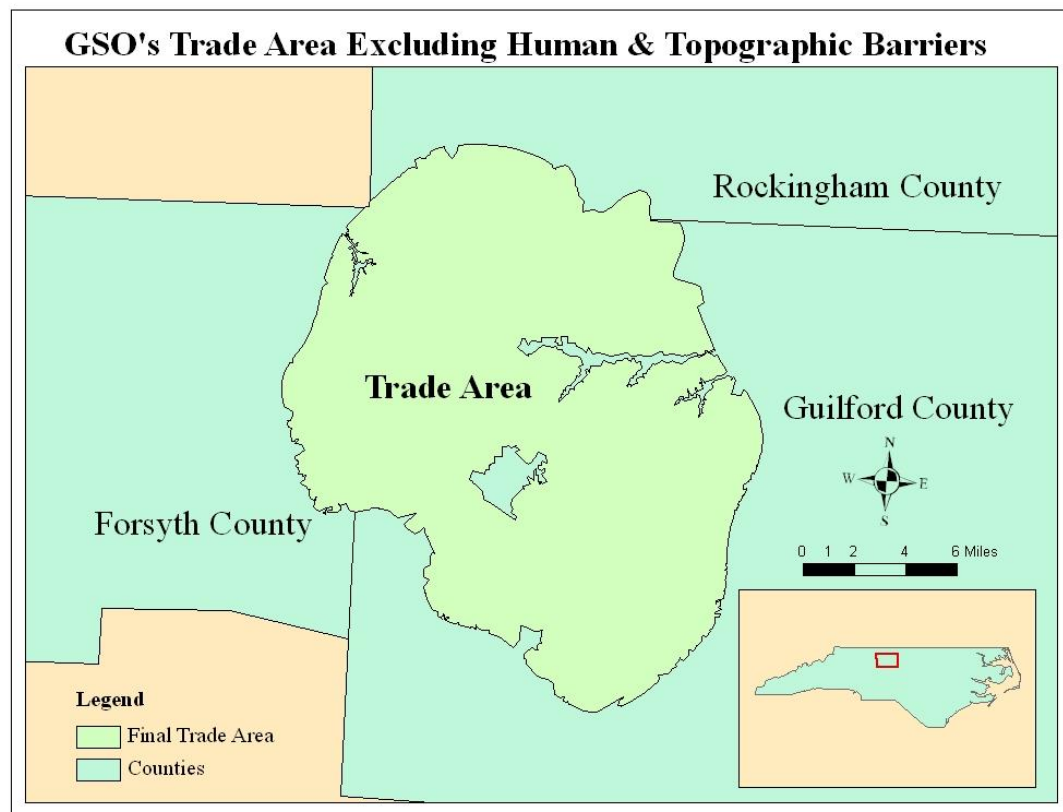 GSO's Trade Area Excluding Human & Topographic Barriers
Rockingham County
Trade Area
Guilford County
N
W
E
S
Forsyth County
0 1 2 4 6 Miles
Legend
Final Trade Area
Counties